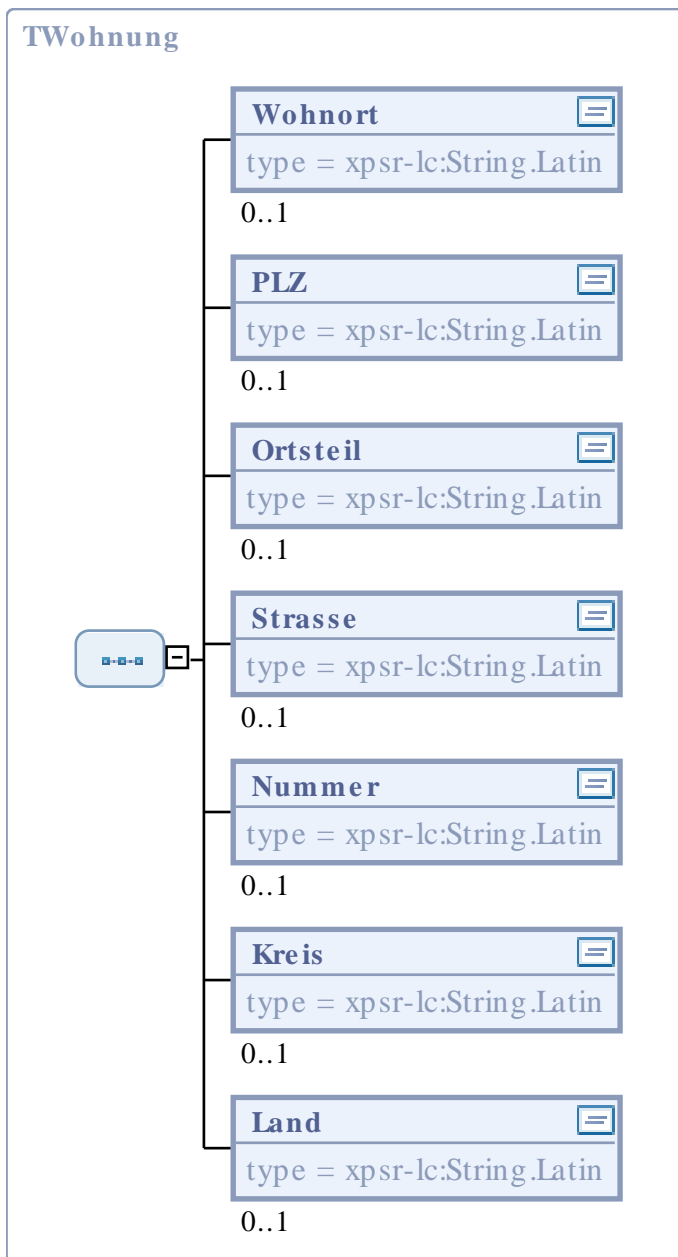 TWohnung
Wohnort
type = xpsr-lc:String.Latin
0..1
PLZ
type = xpsr-lc:String.Latin
0..1
Ortsteil
type = xpsr-lc:String.Latin
0..1
Strasse
type = xpsr-lc:String.Latin
0..1
Nummer
type = xpsr-lc:String.Latin
0..1
Kreis
type = xpsr-lc:String.Latin
0..1
Land
type = xpsr-lc:String.Latin
0..1